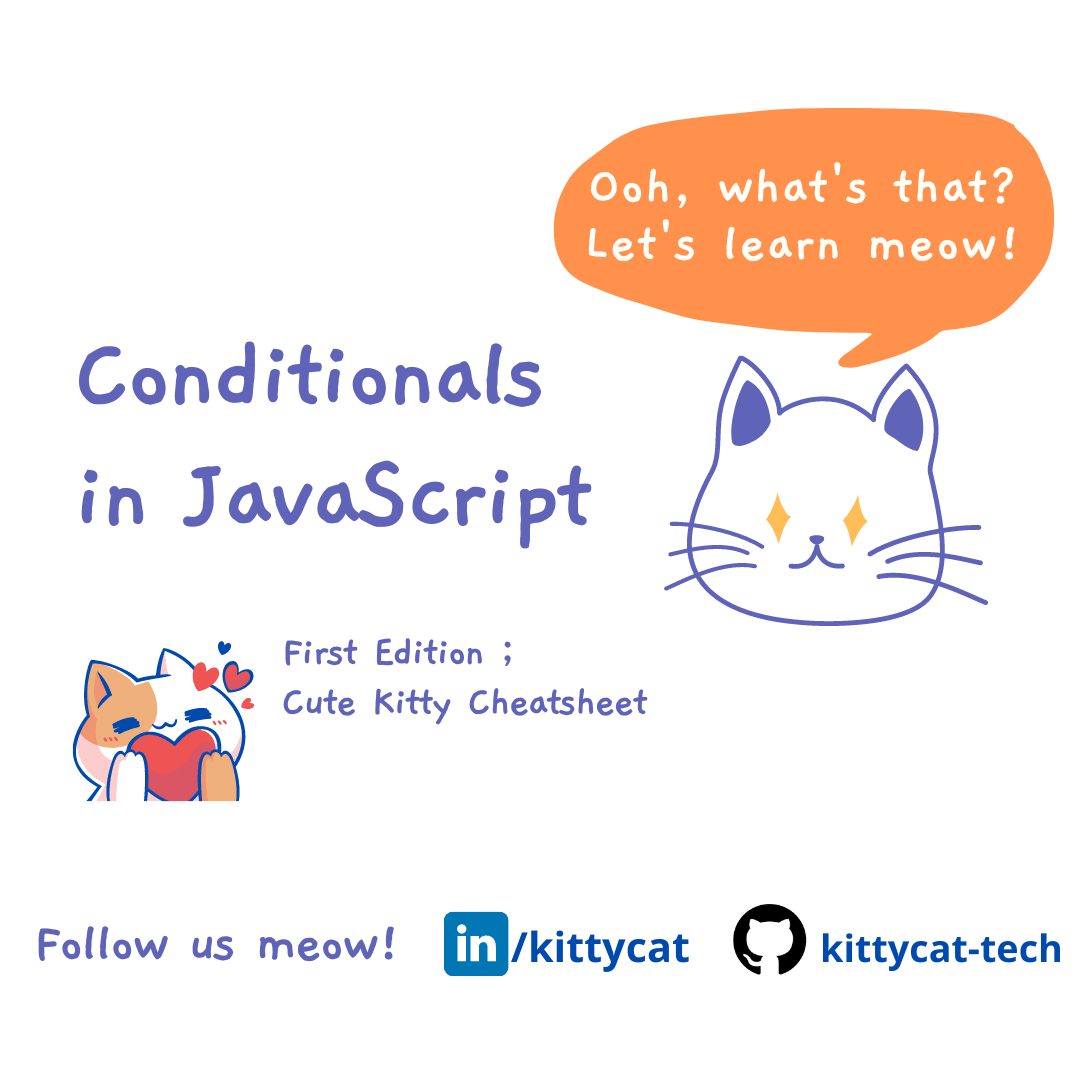 Ooh, what's that?
Let's learn meow!
Conditionals
in JavaScript
First Edition ;
Cute Kitty Cheatsheet
Follow us meow!
in/kittycat
kittycat-tech